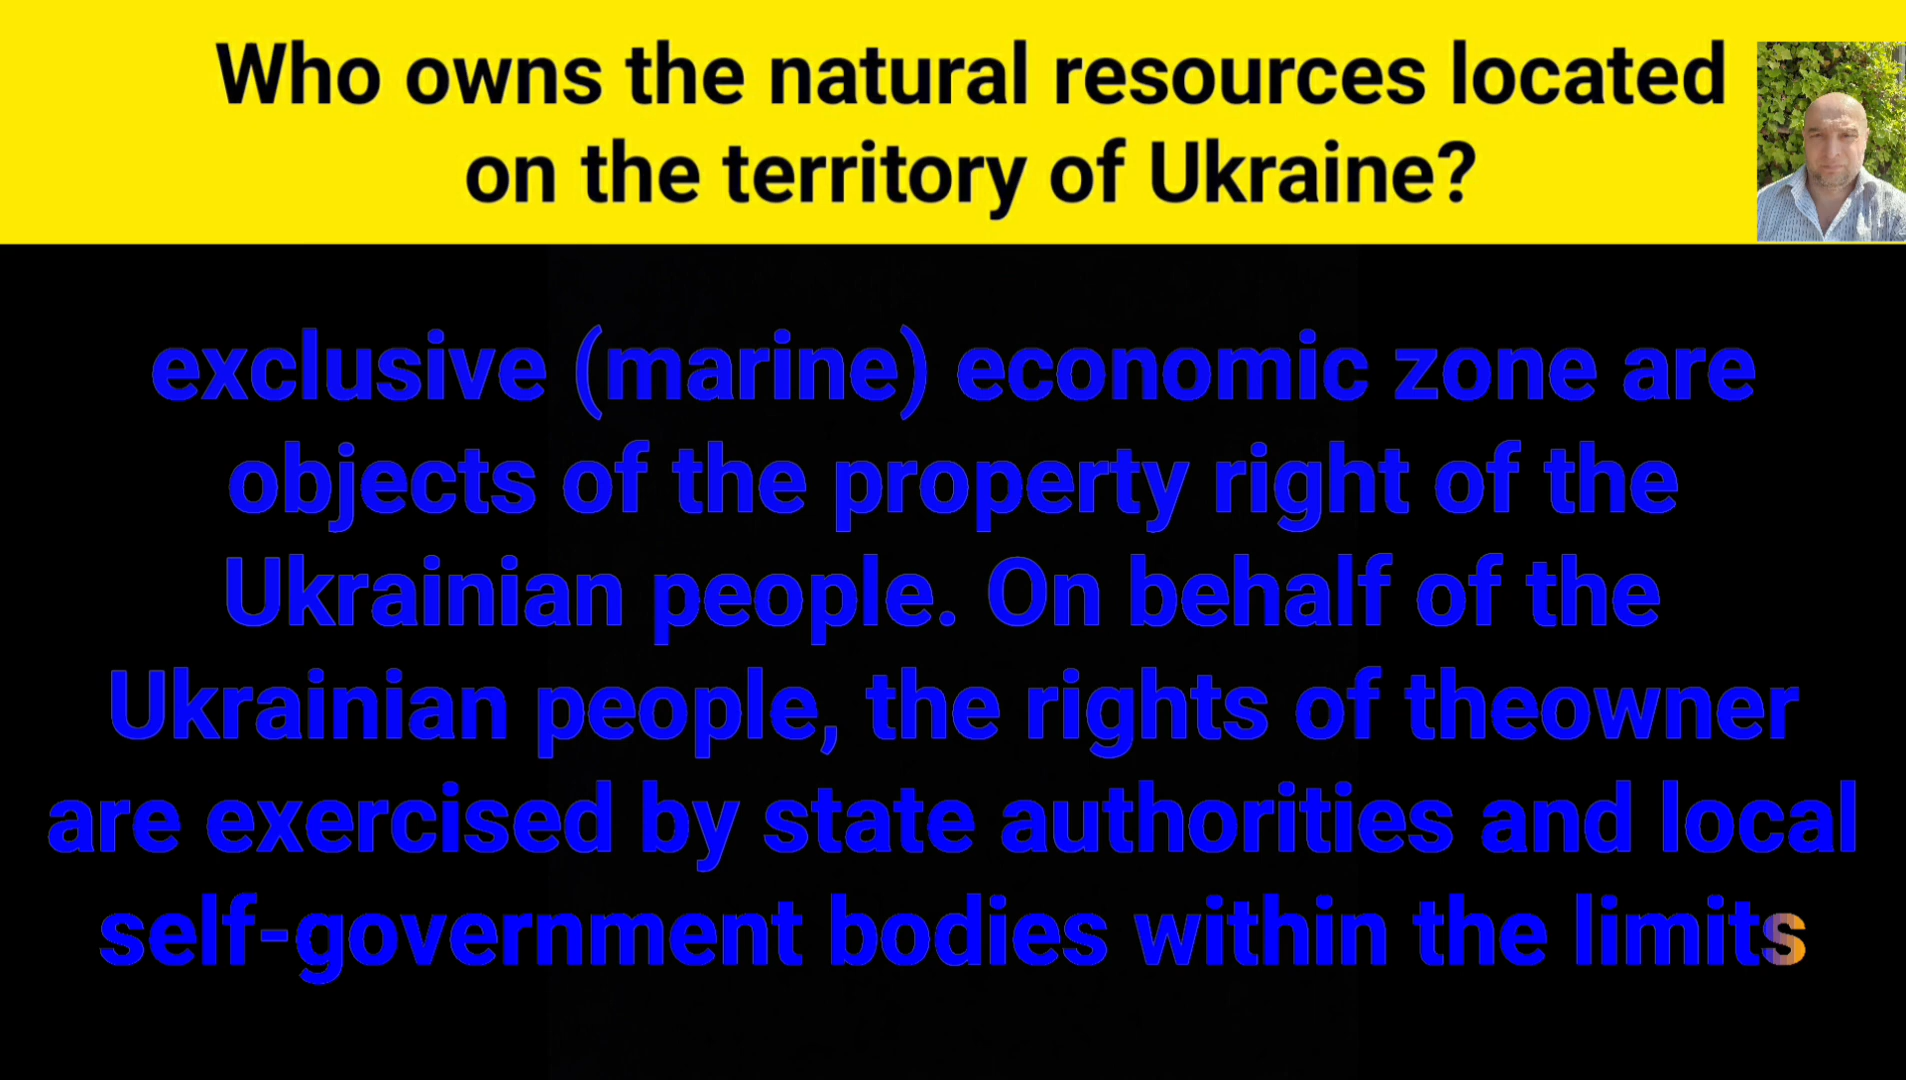 Who owns the natural resources located
on the territory of Ukraine?
exclusive (marine) economic zone are
objects of the property right of the
Ukrainian people. On behalf of the
Ukrainian people, the rights of theowner
are exercised by state authorities and local
self-government bodies within the limits